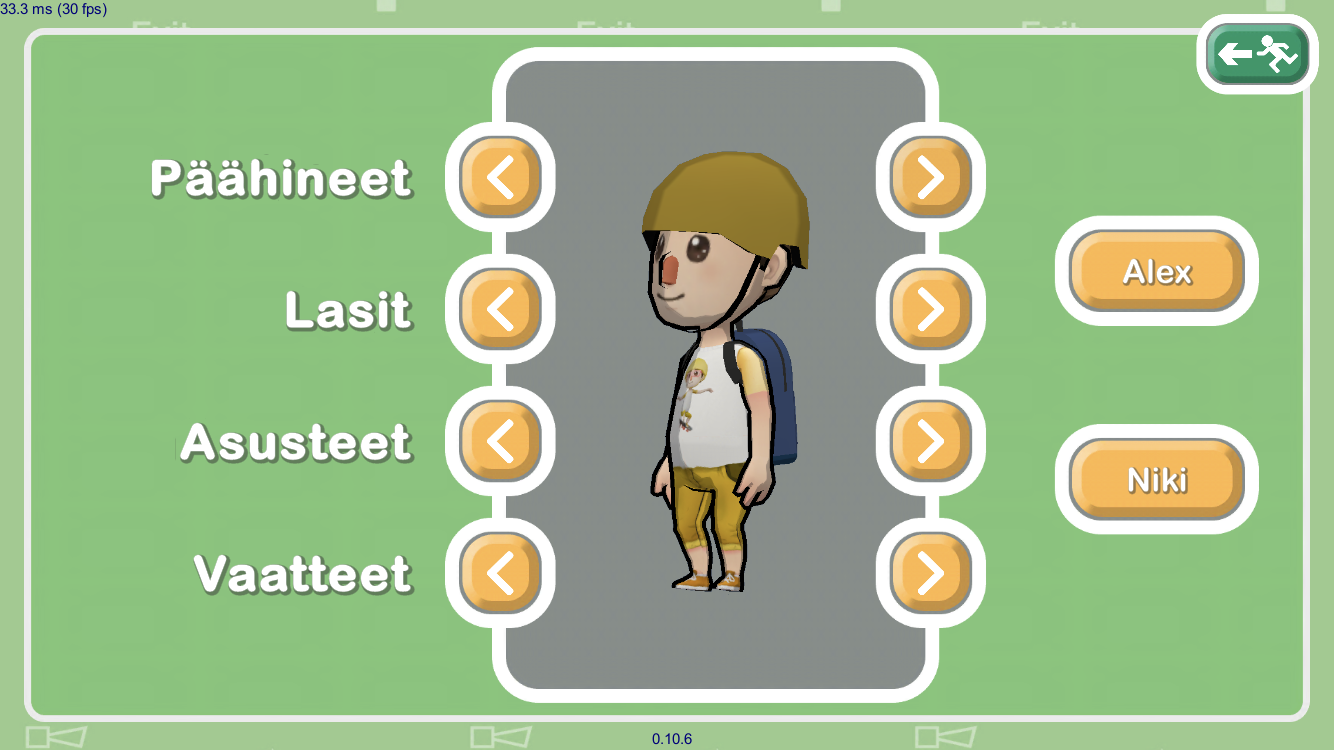 33.3 ms (30 fps)
Päähineet
Lasit
Asusteet
Vaatteet
Alex
Niki
0.10.6